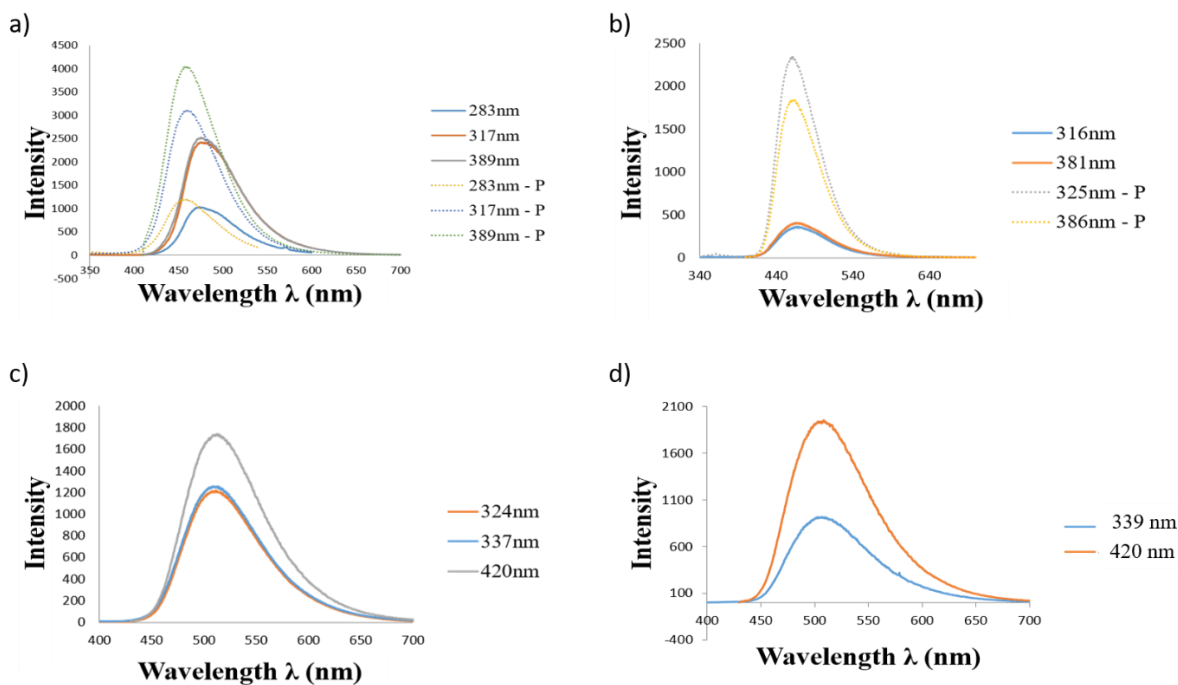 a)
4500
4000
3500
3000
2500
2000
1500
1000
500
0
-500
350 400 450 500 550 600 650 700
Intensity
Wavelength λ (nm)
283nm
317nm
389nm
283nm - P
317nm - P
389nm - P
b)
2500
2000
1500
1000
500
0
340 440 540 640
Intensity
Wavelength λ (nm)
316nm
381nm
325nm - P
386nm - P
c)
2000
1800
1600
1400
1200
1000
800
600
400
200
0
400 450 500 550 600 650 700
Intensity
Wavelength λ (nm)
324nm
337nm
420nm
d)
2100
1600
1100
600
100
-400
400 450 500 550 600 650 700
Intensity
Wavelength λ (nm)
339 nm
420 nm